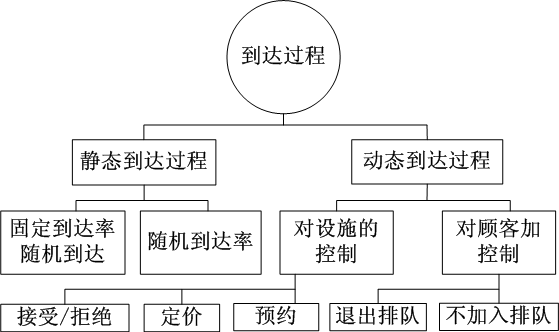 到达过程
静态到达过程
动态到达过程
固定到达率
随机到达
随机到达率
对设施的
控制
对顾客加
控制
接受/拒绝
定价
预约
退出排队
不加入排队